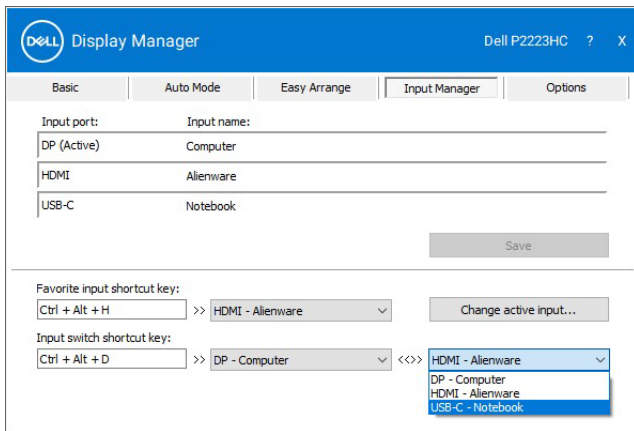 DELL Display Manager Dell P2223HC ? X
Basic Auto Mode Easy Arrange Input Manager Options
Input port: Input name:
DP (Active) Computer
HDMI Alienware
USB-C Notebook
Save
Favorite input shortcut key:
Ctrl + Alt + H >> HDMI - Alienware Change active input...
Input switch shortcut key:
Ctrl + Alt + D >> DP - Computer <<>> HDMI - Alienware
DP - Computer
HDMI - Alienware
USB-C - Notebook